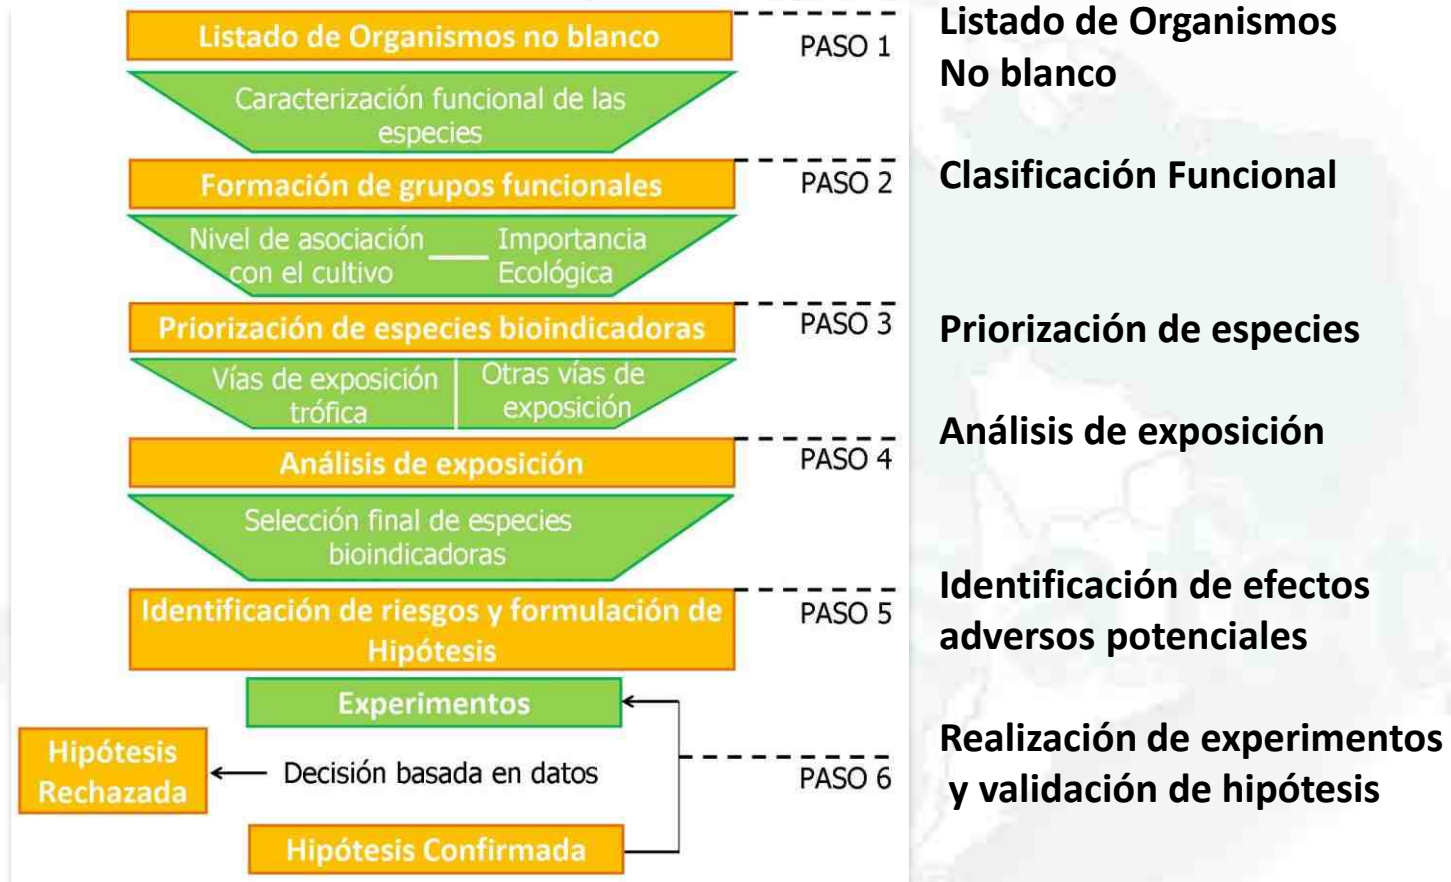 Listado de Organismos no blanco
PASO 1
Listado de Organismos
No blanco
Caracterización funcional de las
especies
Formación de grupos funcionales
PASO 2
Clasificación Funcional
Nivel de asociación
con el cultivo
Importancia
Ecológica
Priorización de especies bioindicadoras
PASO 3
Priorización de especies
Vías de exposición
trófica
Otras vías de
exposición
Análisis de exposición
PASO 4
Análisis de exposición
Selección final de especies
bioindicadoras
Identificación de riesgos y formulación de
Hipótesis
PASO 5
Identificación de efectos
adversos potenciales
Experimentos
Hipótesis
Rechazada
Decisión basada en datos
PASO 6
Realización de experimentos
y validación de hipótesis
Hipótesis Confirmada